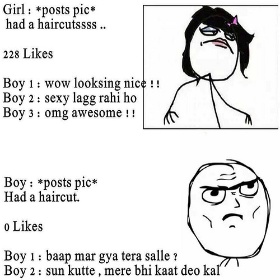 Girl : *posts pic*
had a haircutssss ..
228 Likes
Boy 1 : wow looksing nice !!
Boy 2 : sexy lagg rahi ho
Boy 3 : omg awesome !!
Boy : *posts pic*
Had a haircut.
0 Likes
Boy 1 : baap mar gya tera salle ?
Boy 2 : sun kutte , mere bhi kaat deo kal